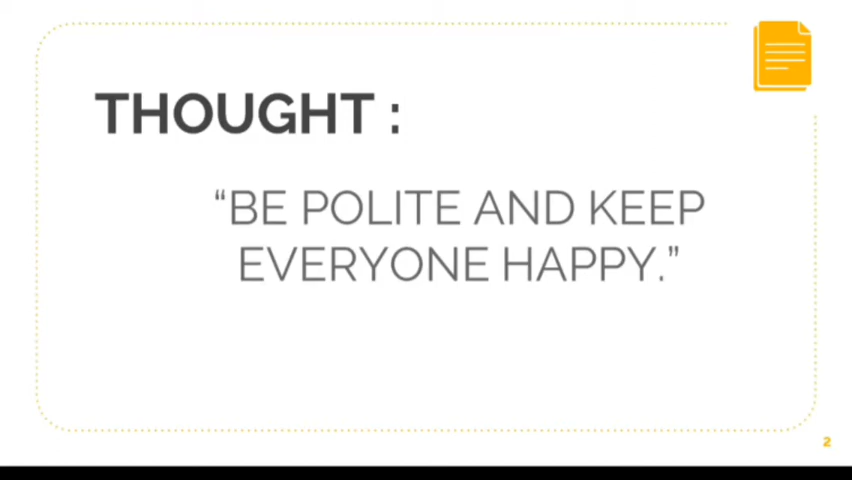 THOUGHT :
“BE POLITE AND KEEP
EVERYONE HAPPY.”
2